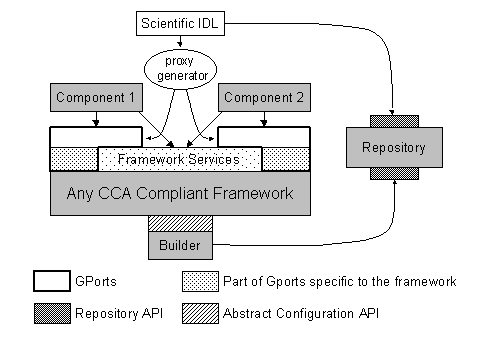 Scientific IDL
proxy
generator
Component 1
Component 2
Framework Services
Repository
Any CCA Compliant Framework
Builder
GPorts
Part of Gports specific to the framework
Repository API
Abstract Configuration API